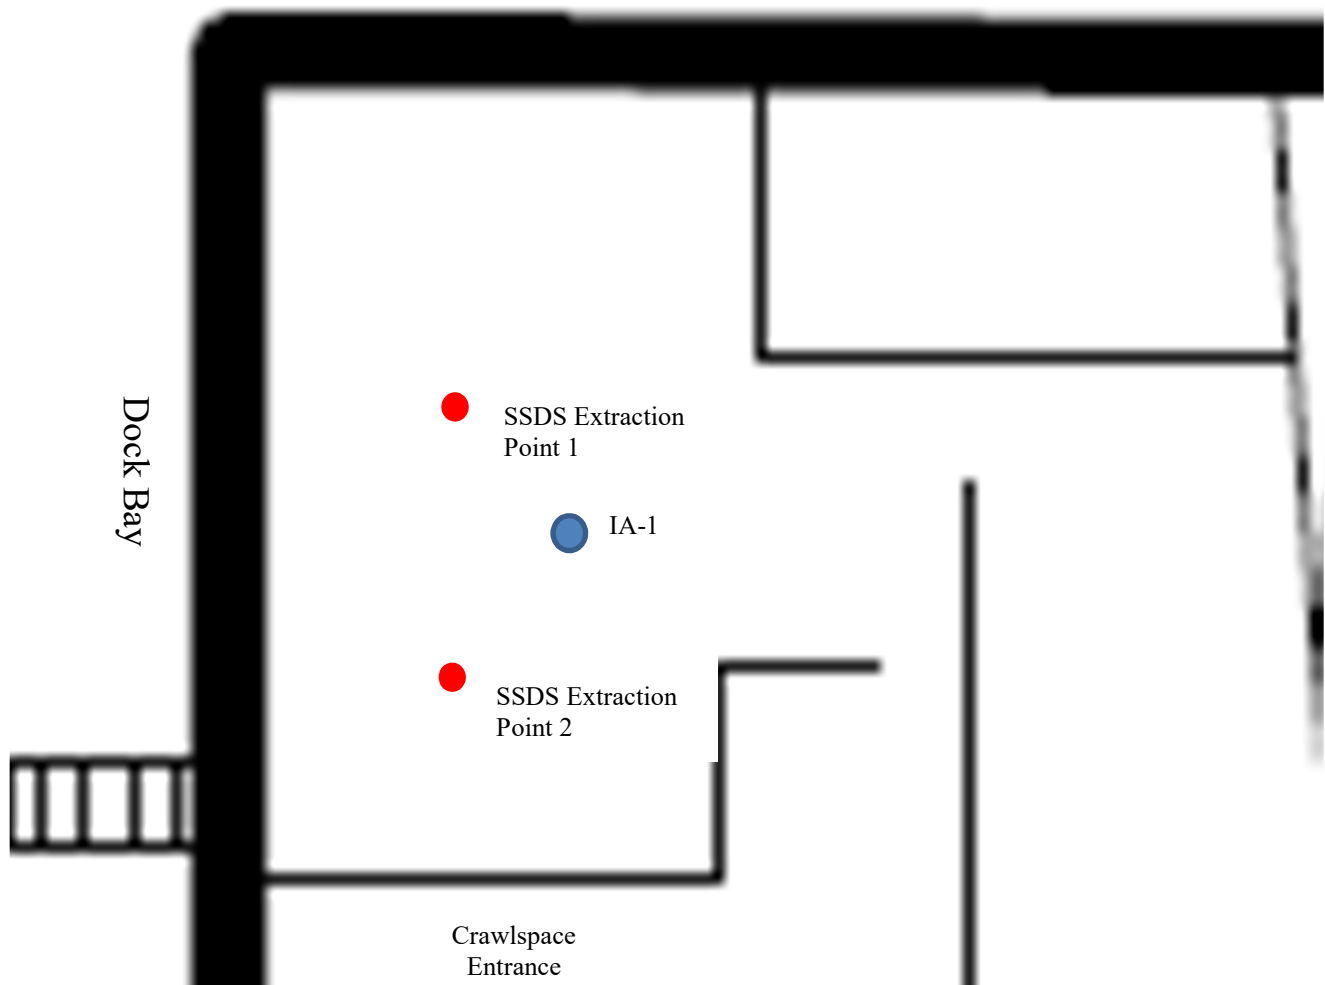 SSDS Extraction
Point 1
Dock Bay
IA-1
SSDS Extraction
Point 2
Crawlspace
Entrance